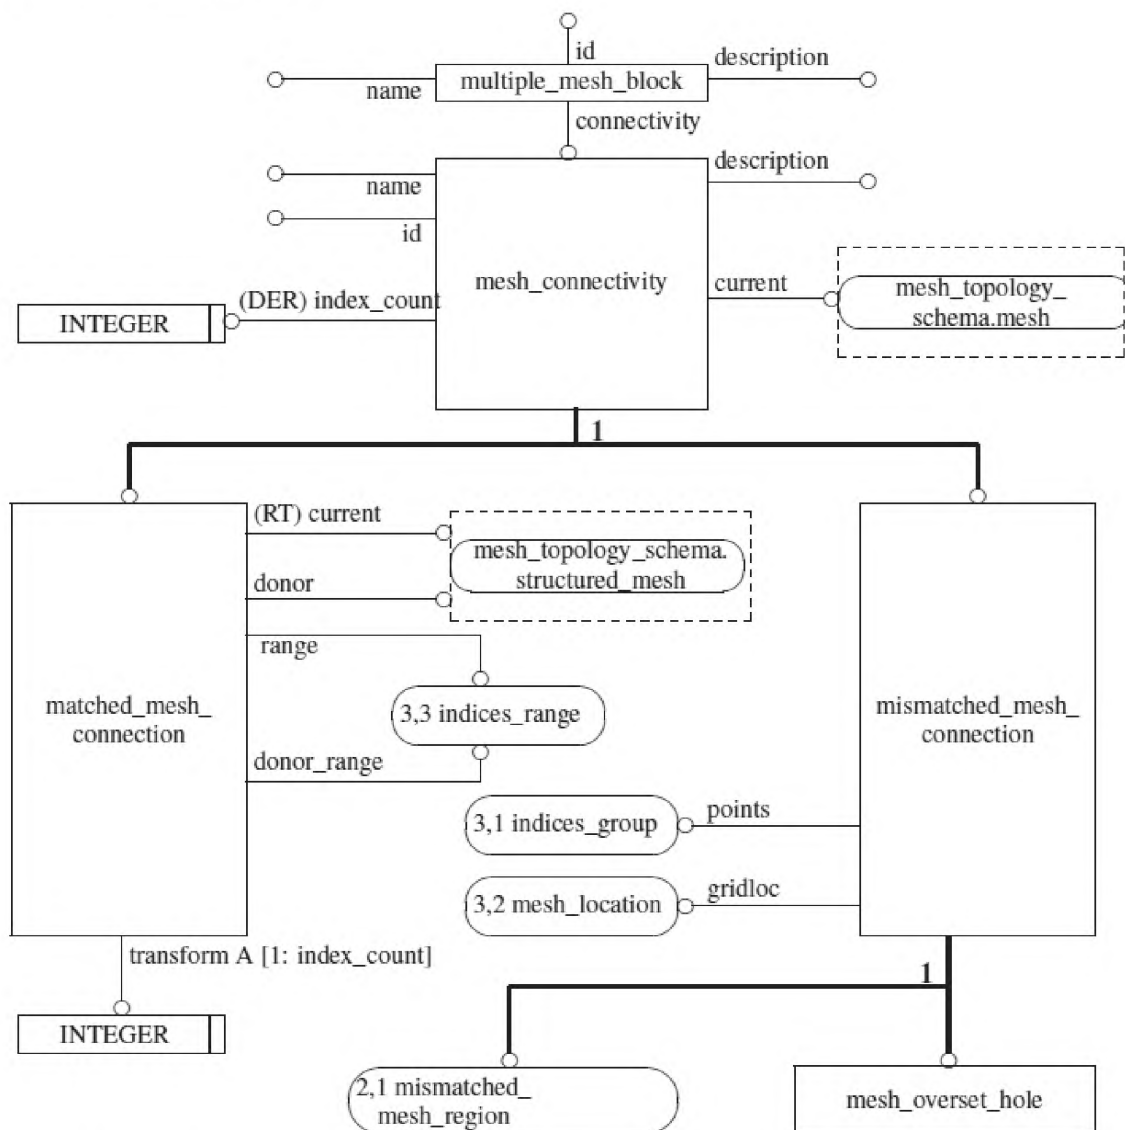 id
description
multiple_mesh_block
name
connectivity
description
name
id
mesh_connectivity
current
mesh_topology_
schema.mesh
(DER) index_count
INTEGER
1
(RT) current
mesh_topology_schema.
structured_mesh
donor
range
matched_mesh_
connection
3,3 indices_range
mismatched_mesh_
connection
donor_range
3,1 indices_group
points
3,2 mesh_location
gridloc
transform A [1: index_count]
1
INTEGER
2,1 mismatched_
mesh_region
mesh_overset_hole